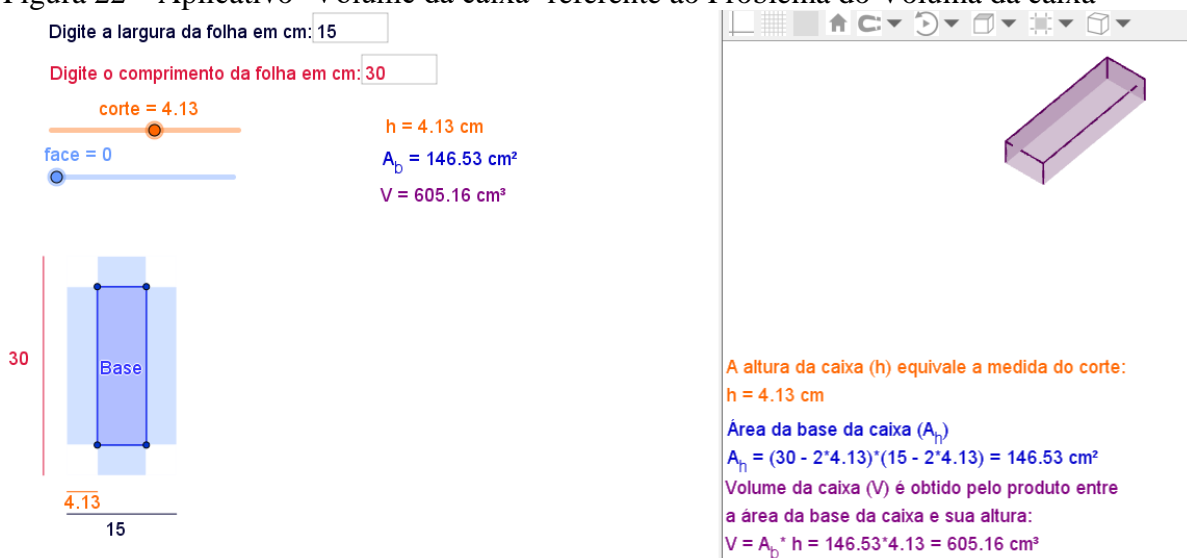 Figura 22 – Aplicativo "Volume da caixa" referente ao Problema do Volume da caixa
Digite a largura da folha em cm: 15
Digite o comprimento da folha em cm: 30
corte = 4.13
face = 0
h = 4.13 cm
A_b = 146.53 cm²
V = 605.16 cm³
30
Base
4.13
15
A altura da caixa (h) equivale a medida do corte:
h = 4.13 cm
Área da base da caixa (A_h)
A_h = (30 - 2*4.13)*(15 - 2*4.13) = 146.53 cm²
Volume da caixa (V) é obtido pelo produto entre
a área da base da caixa e sua altura:
V = A_b* h = 146.53*4.13 = 605.16 cm³